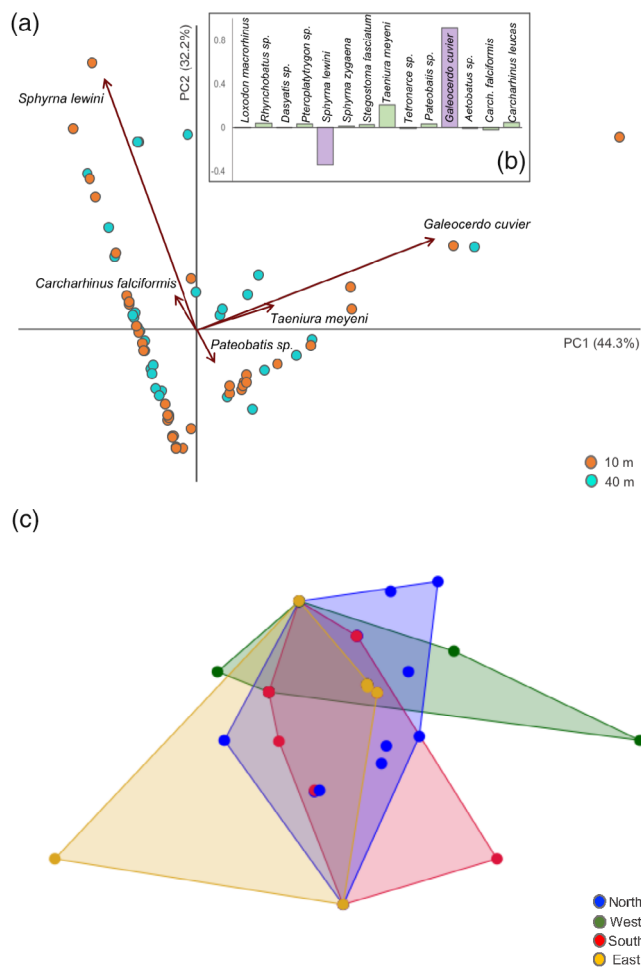 (a)
PC2 (32.2%)
Sphyrna lewini
Galeocerdo cuvier
Carcharhinus falciformis
Taeniura meyeni
Pateobatis sp.
PC1 (44.3%)
0.8
0.4
0
-0.4
Loxodon macrorhinus
Rhynchobatus sp.
Dasyatis sp.
Pteroplatytrygon sp.
Sphyrna lewini
Sphyrna zygaena
Stegostoma fasciatum
Taeniura meyeni
Tetronarce sp.
Pateobatis sp.
Galeocerdo cuvier
Aetobatus sp.
Carch. falciformis
Carcharhinus leucas
(b)
10 m
40 m
(c)
North
West
South
East